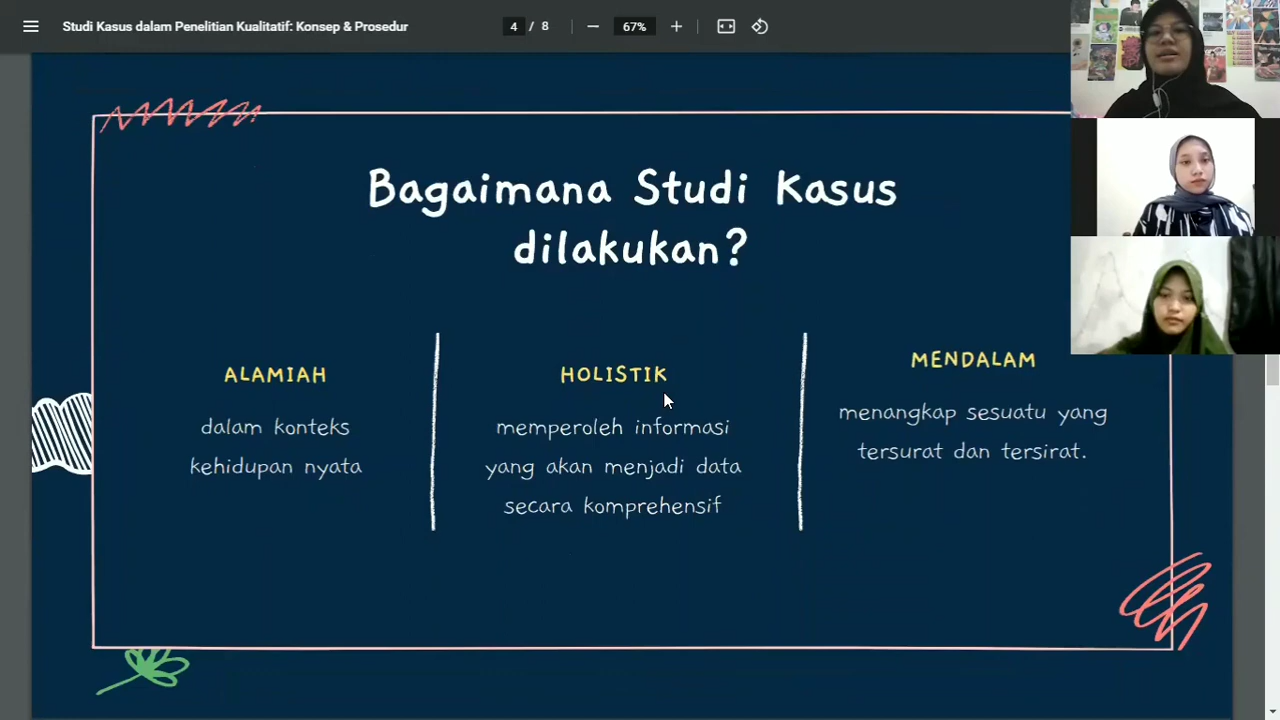 Studi Kasus dalam Penelitian Kualitatif: Konsep & Prosedur
4 / 8
67%
Bagaimana Studi Kasus
dilakukan?
ALAMIAH
dalam konteks
kehidupan nyata
HOLISTIK
memperoleh informasi
yang akan menjadi data
secara komprehensif
MENDALAM
menangkap sesuatu yang
tersurat dan tersirat.